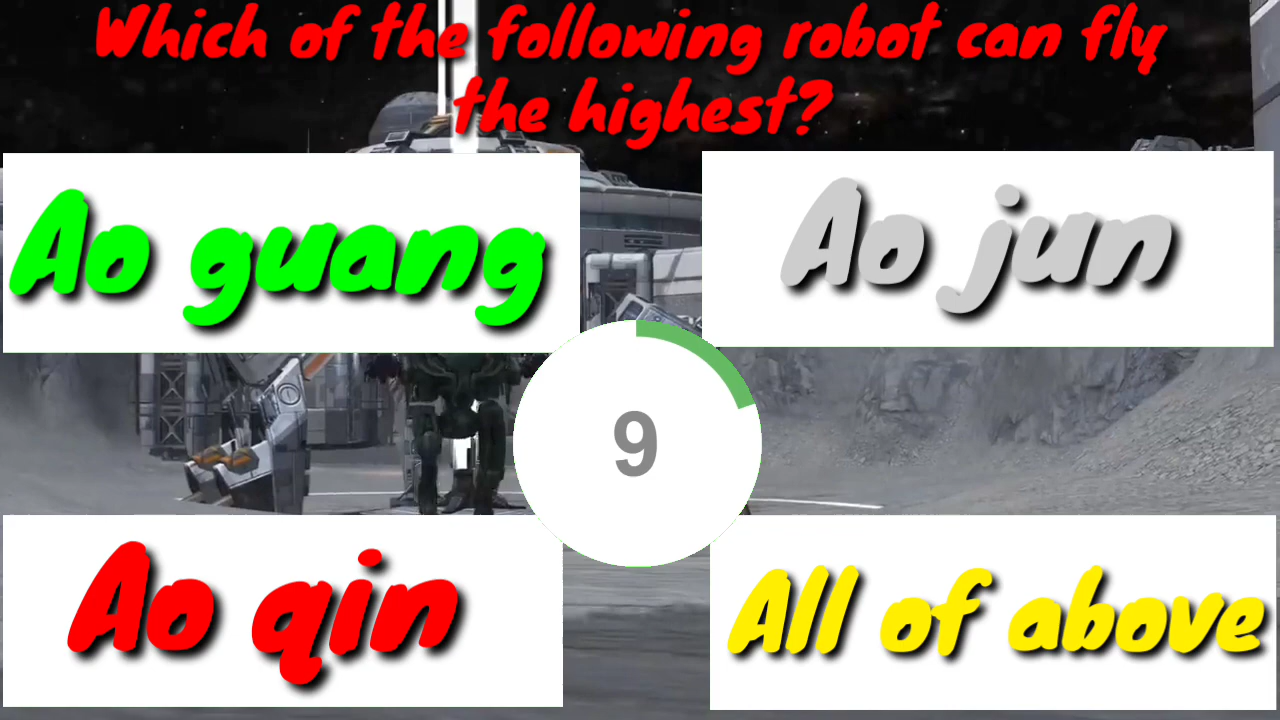 Which of the following robot can fly
the highest?
Ao guang
Ao jun
9
Ao qin
All of above